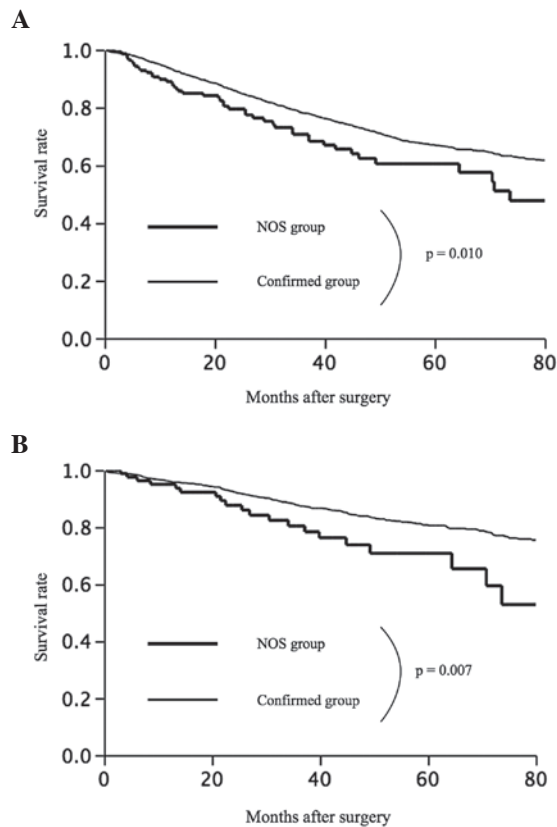 A
1.0
0.8
0.6
0.4
0.2
0.0
Survival rate
NOS group
Confirmed group
p = 0.010
0 20 40 60 80
Months after surgery
B
1.0
0.8
0.6
0.4
0.2
0.0
Survival rate
NOS group
Confirmed group
p = 0.007
0 20 40 60 80
Months after surgery